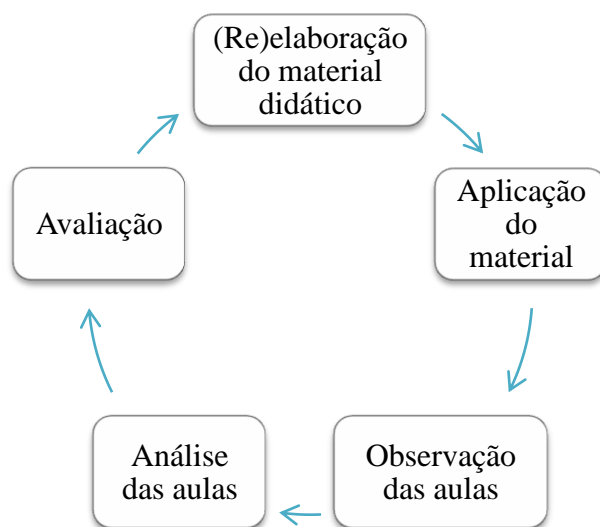 (Re)elaboração
do material
didático
Aplicação
do
material
Observação
das aulas
Análise
das aulas
Avaliação